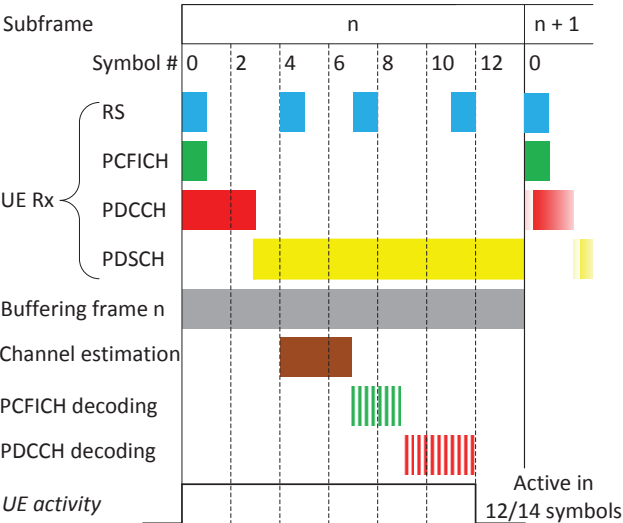 Subframe n n + 1
Symbol # 0 2 4 6 8 10 12 0
RS
PCFICH
UE Rx
PDCCH
PDSCH
Buffering frame n
Channel estimation
PCFICH decoding
PDCCH decoding
UE activity
Active in
12/14 symbols